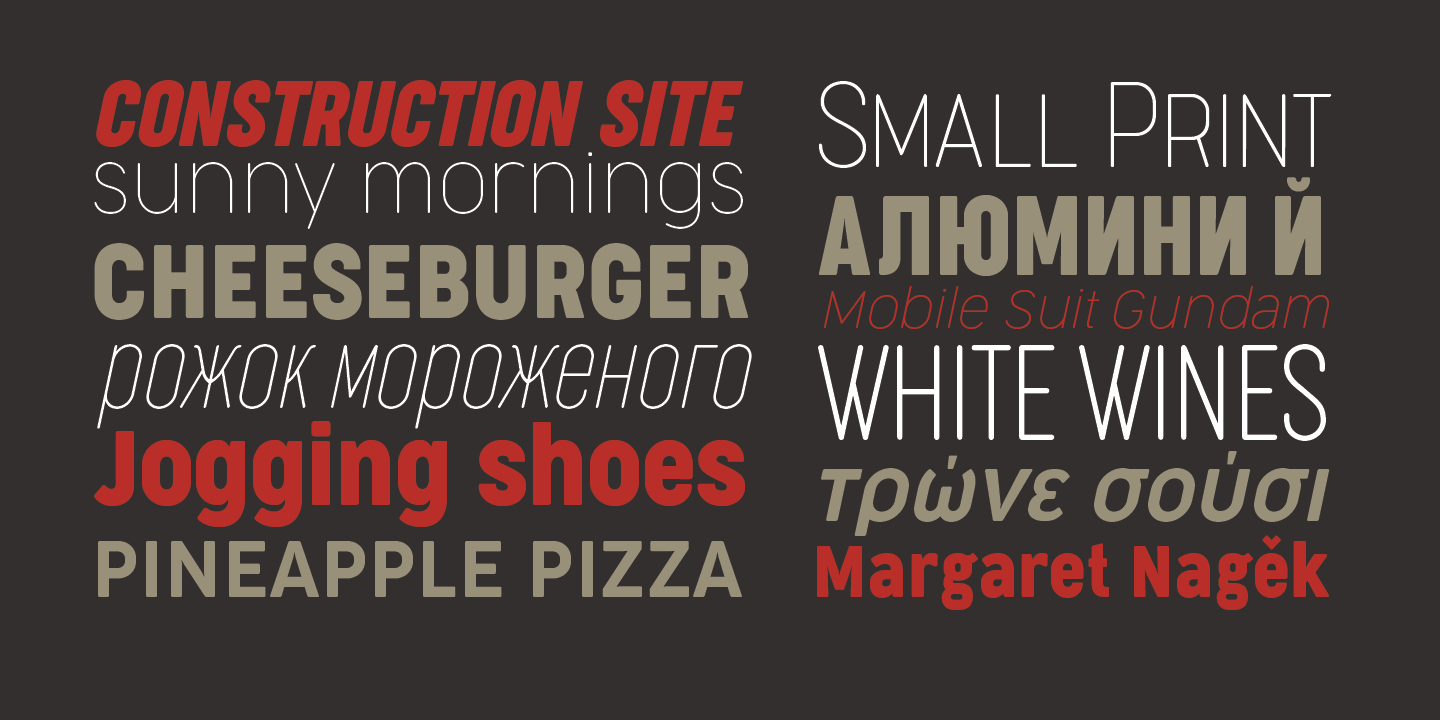 CONSTRUCTION SITE
sunny mornings
CHEESEBURGER
рожок мороженого
Jogging shoes
PINEAPPLE PIZZA
SMALL PRINT
АЛЮМИНИ Й
Mobile Suit Gundam
WHITE WINES
τρώνε σούσι
Margaret Nagěk